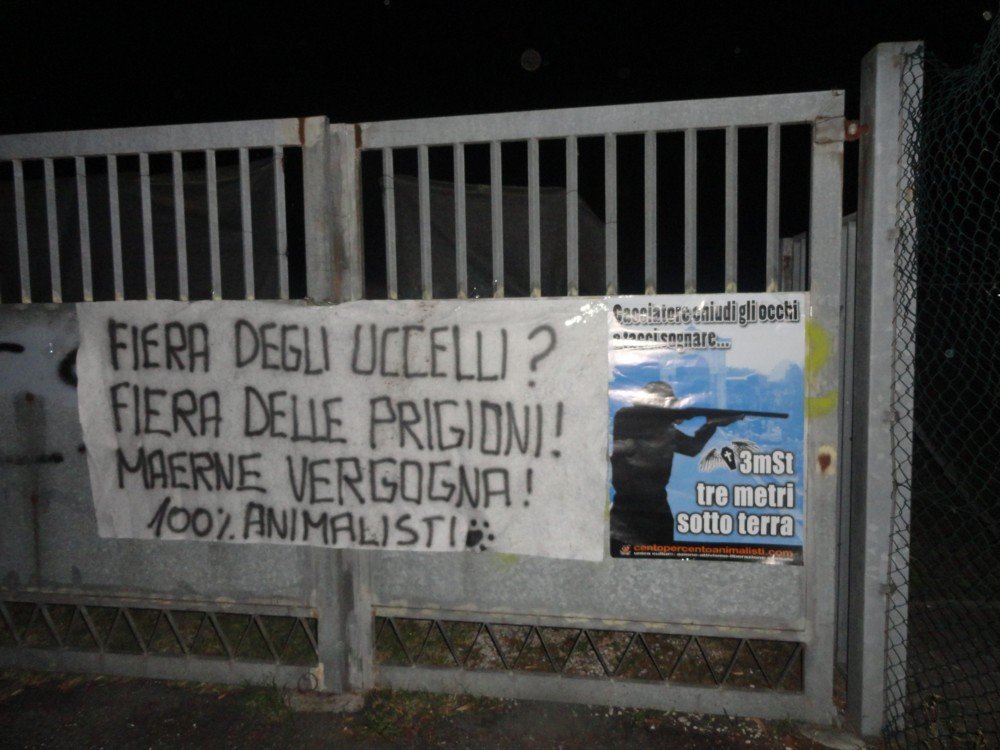 FIERA DEGLI UCCELLI?
FIERA DELLE PRIGIONI!
MAERNE VERGOGNA!
100% ANIMALISTI
Cacciatore chiudi gli occhi
e facci sognare...
3mSt
tre metri
sotto terra
centopercentoanimalisti.com